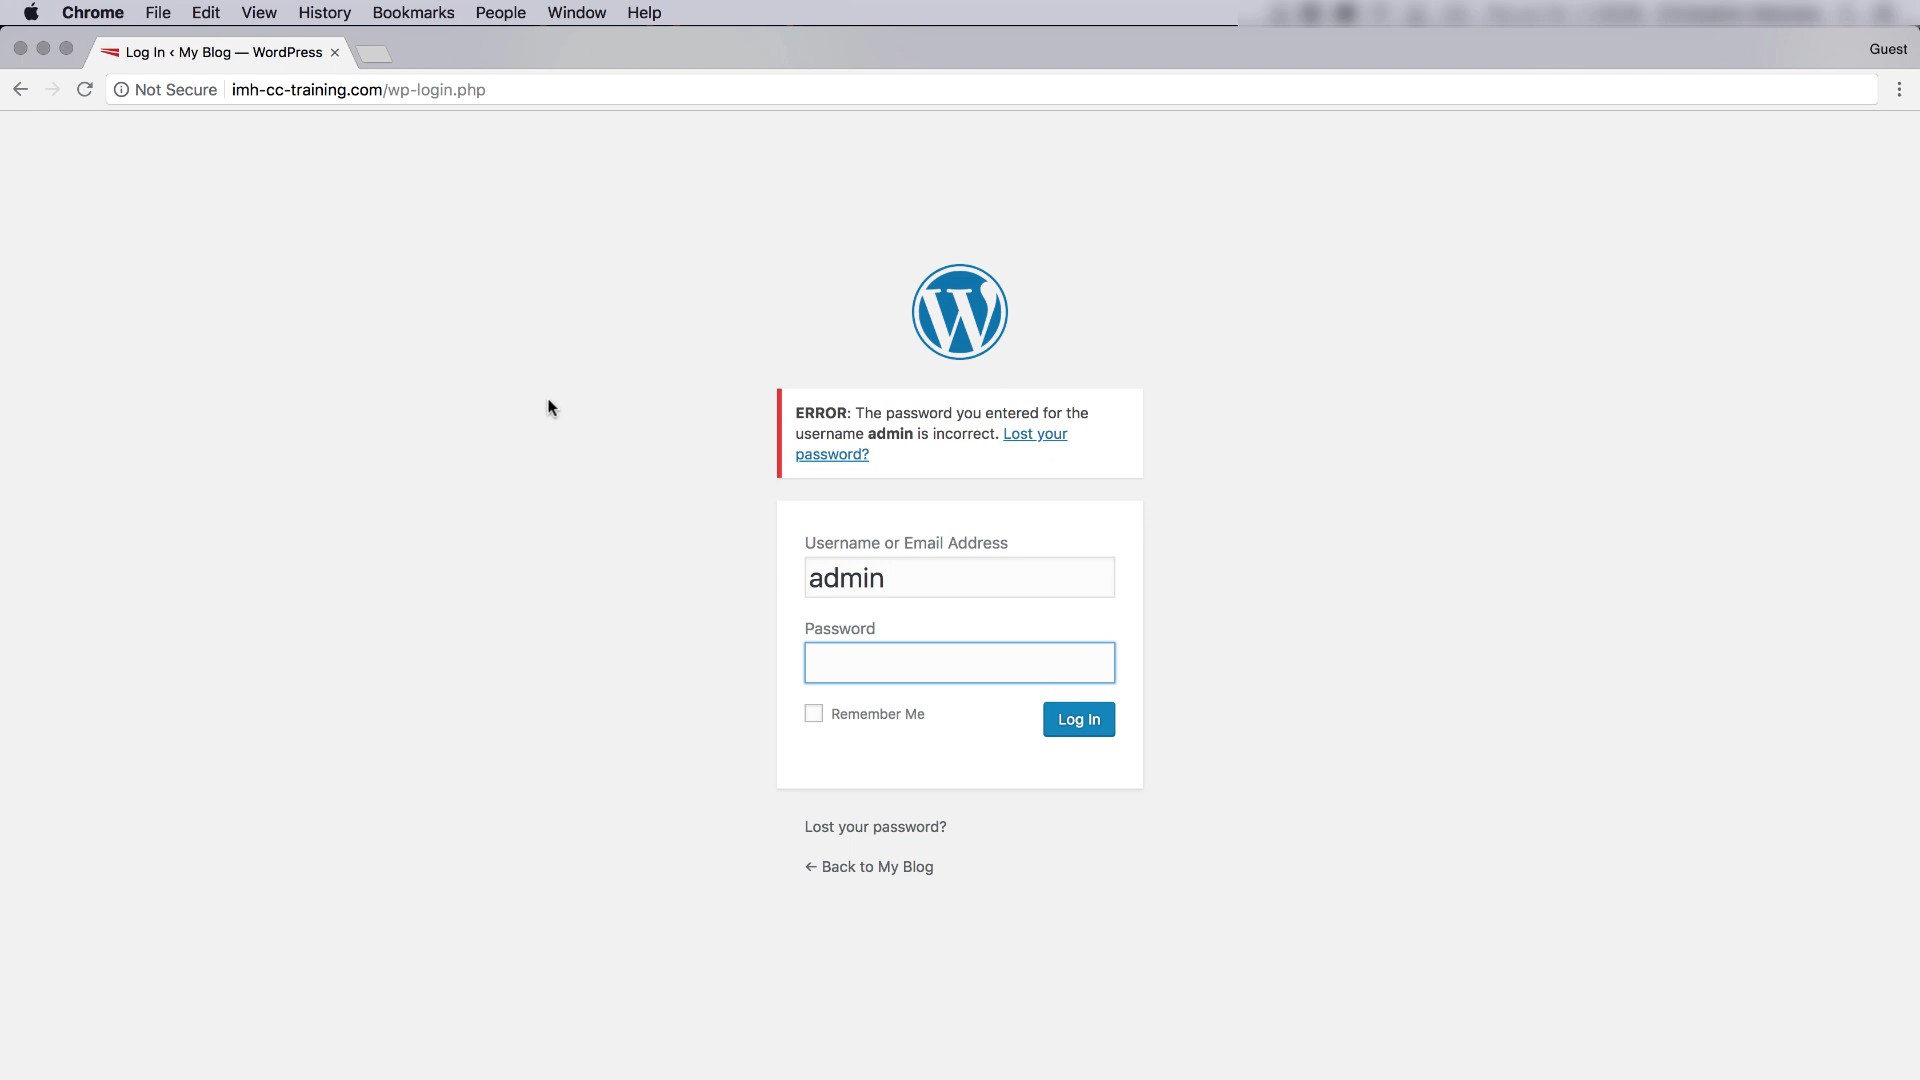 Chrome File Edit View History Bookmarks People Window Help
Log In ‹ My Blog — WordPress
Guest
Not Secure imh-cc-training.com/wp-login.php
ERROR: The password you entered for the
username admin is incorrect. Lost your
password?
Username or Email Address
admin
Password
Remember Me
Log In
Lost your password?
← Back to My Blog